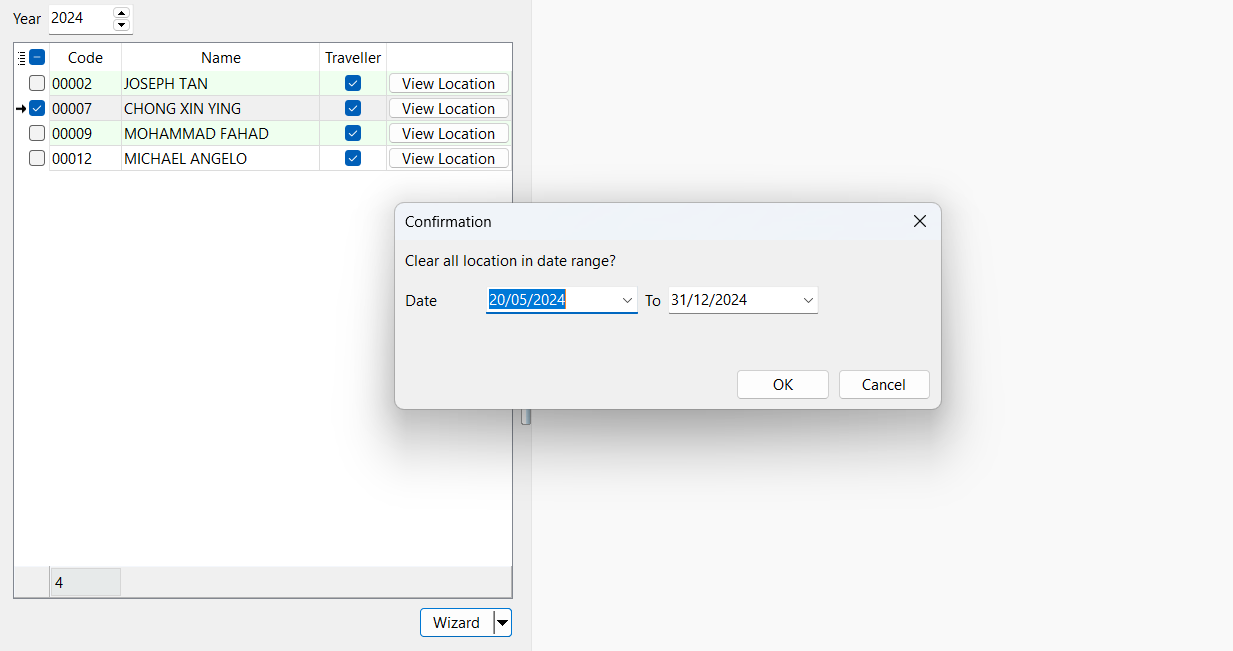 Year 2024
Code Name Traveller
00002 JOSEPH TAN View Location
00007 CHONG XIN YING View Location
00009 MOHAMMAD FAHAD View Location
00012 MICHAEL ANGELO View Location
Confirmation
Clear all location in date range?
Date 20/05/2024 To 31/12/2024
OK Cancel
4
Wizard